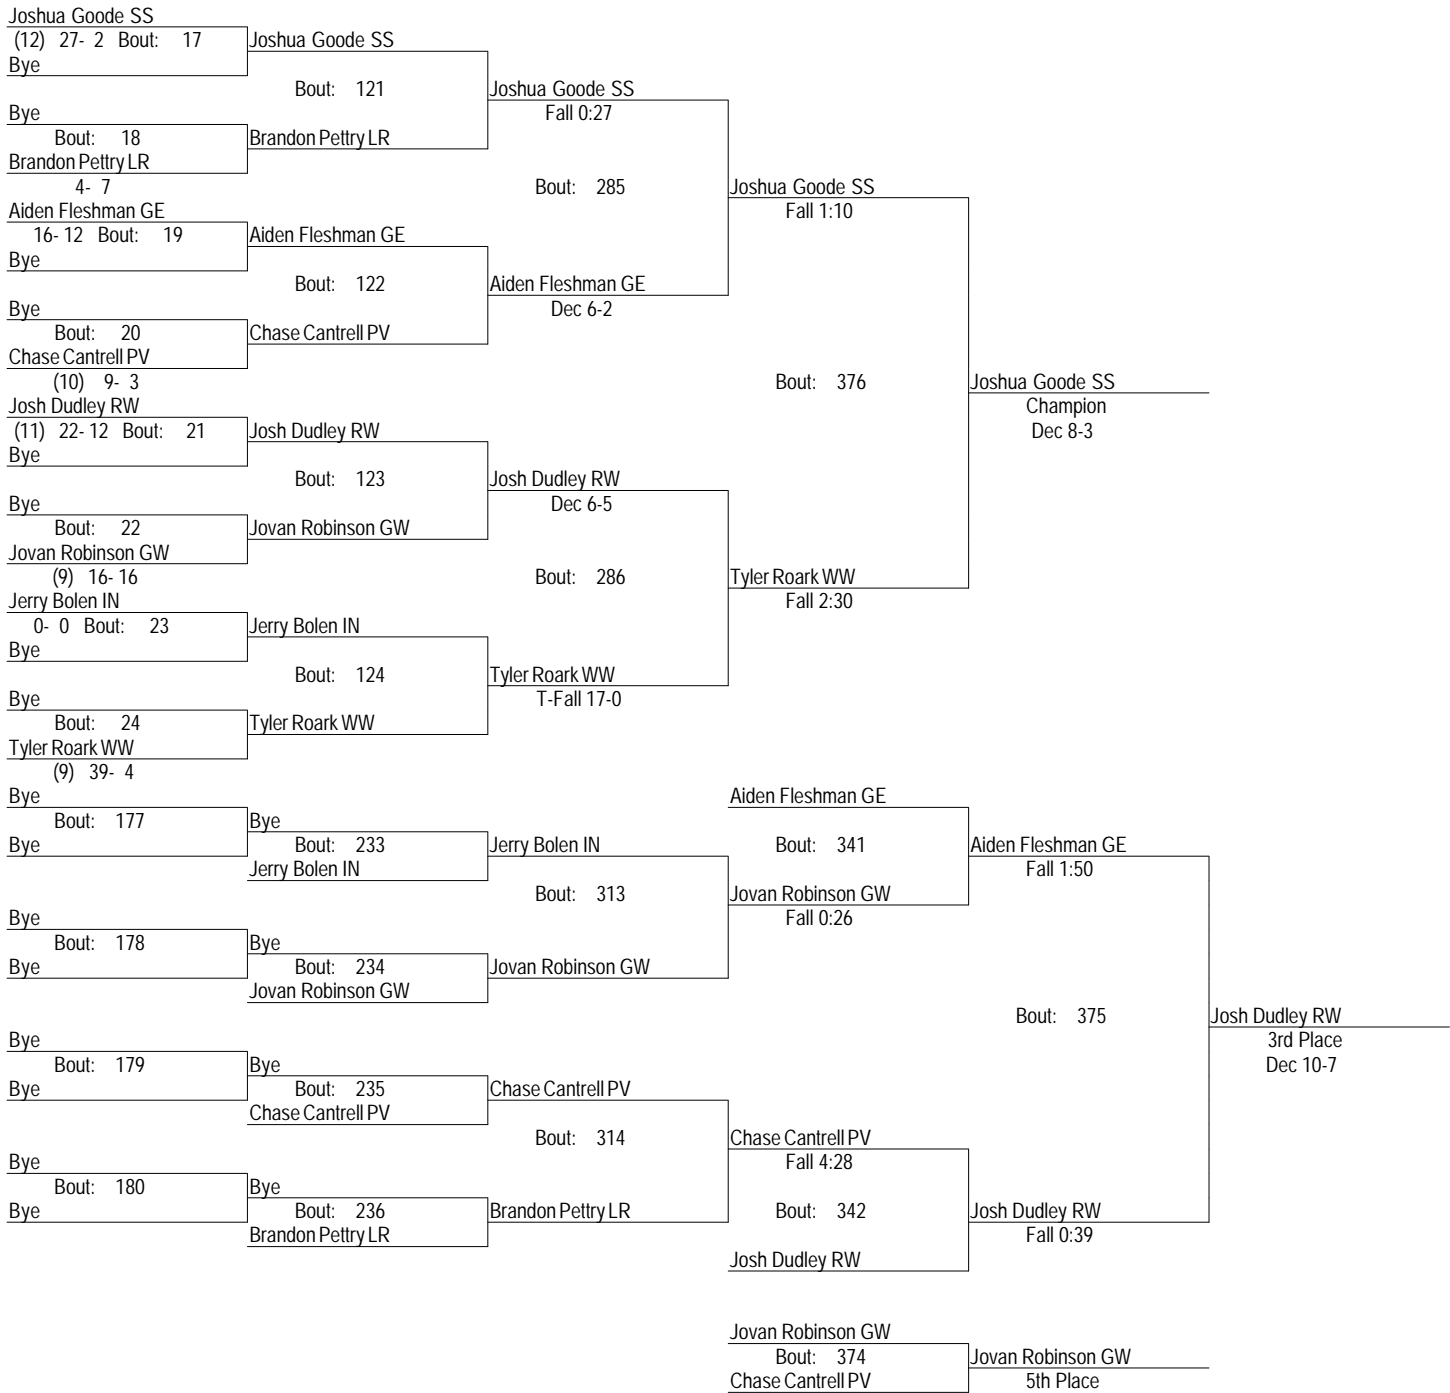 Joshua Goode SS
(12) 27- 2 Bout: 17 Joshua Goode SS
Bye
Bout: 121 Joshua Goode SS
Bye Fall 0:27
Bout: 18 Brandon Pettry LR
Brandon Pettry LR
4- 7 Bout: 285 Joshua Goode SS
Aiden Fleshman GE Fall 1:10
16- 12 Bout: 19 Aiden Fleshman GE
Bye
Bout: 122 Aiden Fleshman GE
Bye Dec 6-2
Bout: 20 Chase Cantrell PV
Chase Cantrell PV
(10) 9- 3 Bout: 376 Joshua Goode SS
Josh Dudley RW Champion
(11) 22- 12 Bout: 21 Josh Dudley RW Dec 8-3
Bye
Bout: 123 Josh Dudley RW
Bye Dec 6-5
Bout: 22 Jovan Robinson GW
Jovan Robinson GW
(9) 16- 16 Bout: 286 Tyler Roark WW
Jerry Bolen IN Fall 2:30
0- 0 Bout: 23 Jerry Bolen IN
Bye
Bout: 124 Tyler Roark WW
Bye T-Fall 17-0
Bout: 24 Tyler Roark WW
Tyler Roark WW
(9) 39- 4
Bye Aiden Fleshman GE
Bout: 177 Bye
Bye Bout: 233 Jerry Bolen IN Bout: 341 Aiden Fleshman GE
Jerry Bolen IN Fall 1:50
Bout: 313 Jovan Robinson GW
Bye Fall 0:26
Bout: 178 Bye
Bye Bout: 234 Jovan Robinson GW
Jovan Robinson GW
Bout: 375 Josh Dudley RW
Bye 3rd Place
Bout: 179 Bye Dec 10-7
Bye Bout: 235 Chase Cantrell PV
Chase Cantrell PV
Bout: 314 Chase Cantrell PV
Bye Fall 4:28
Bout: 180 Bye
Bye Bout: 236 Brandon Pettry LR Bout: 342 Josh Dudley RW
Brandon Pettry LR Fall 0:39
Josh Dudley RW
Jovan Robinson GW
Bout: 374 Jovan Robinson GW
Chase Cantrell PV 5th Place